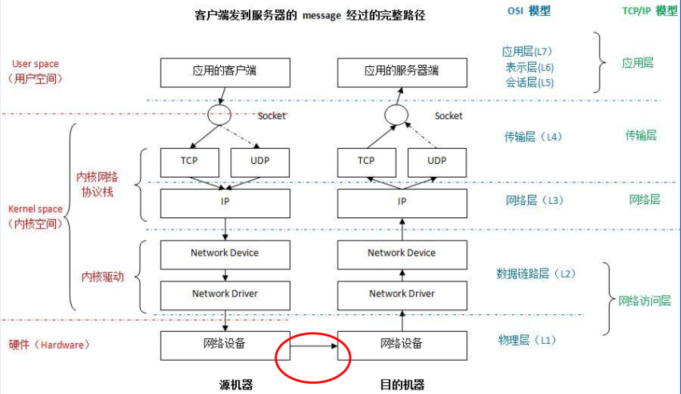 客户端发到服务器的 message 经过的完整路径
OSI 模型
TCP/IP 模型
User space
（用户空间）
应用的客户端
应用的服务器端
应用层(L7）
表示层(L6）
会话层(L5）
应用层
Socket
Socket
传输层（L4）
传输层
TCP
UDP
TCP
UDP
内核网络
协议栈
IP
IP
网络层（L3）
网络层
Kernel space
（内核空间）
Network Device
Network Device
内核驱动
数据链路层（L2）
Network Driver
Network Driver
网络访问层
硬件（Hardware）
网络设备
网络设备
物理层（L1）
源机器
目的机器